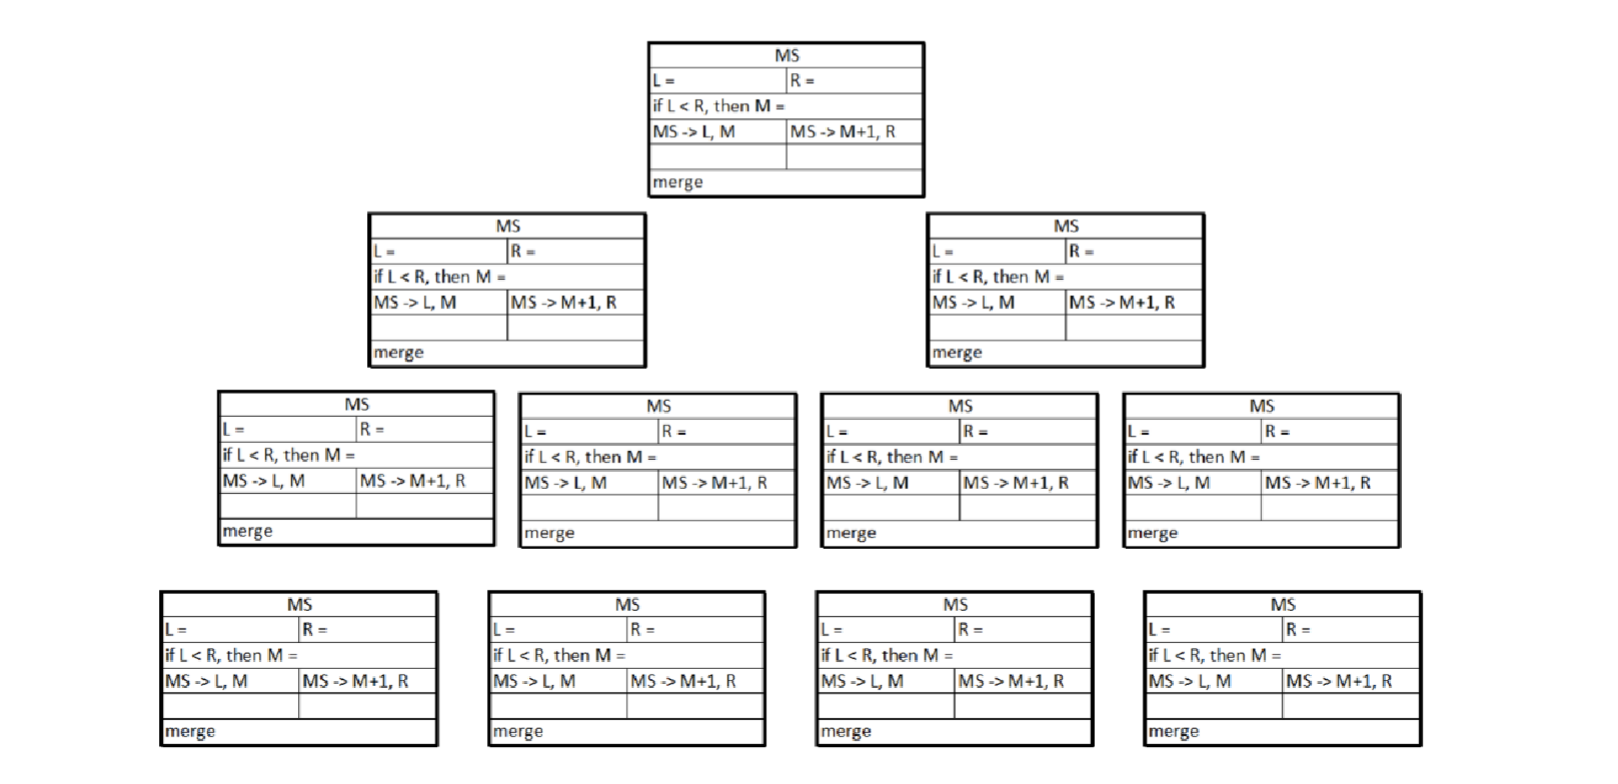 MS
L = R =
if L < R, then M =
MS -> L, M MS -> M+1, R
merge
MS
L = R =
if L < R, then M =
MS -> L, M MS -> M+1, R
merge
MS
L = R =
if L < R, then M =
MS -> L, M MS -> M+1, R
merge
MS
L = R =
if L < R, then M =
MS -> L, M MS -> M+1, R
merge
MS
L = R =
if L < R, then M =
MS -> L, M MS -> M+1, R
merge
MS
L = R =
if L < R, then M =
MS -> L, M MS -> M+1, R
merge
MS
L = R =
if L < R, then M =
MS -> L, M MS -> M+1, R
merge
MS
L = R =
if L < R, then M =
MS -> L, M MS -> M+1, R
merge
MS
L = R =
if L < R, then M =
MS -> L, M MS -> M+1, R
merge
MS
L = R =
if L < R, then M =
MS -> L, M MS -> M+1, R
merge
MS
L = R =
if L < R, then M =
MS -> L, M MS -> M+1, R
merge